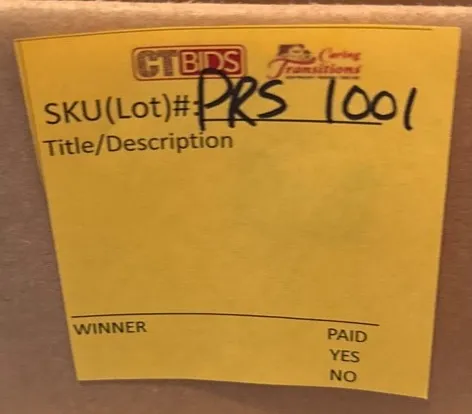 CTBIDS
Caring
Transitions
SKU(Lot)#: PRS 1001
Title/Description
WINNER
PAID
YES
NO